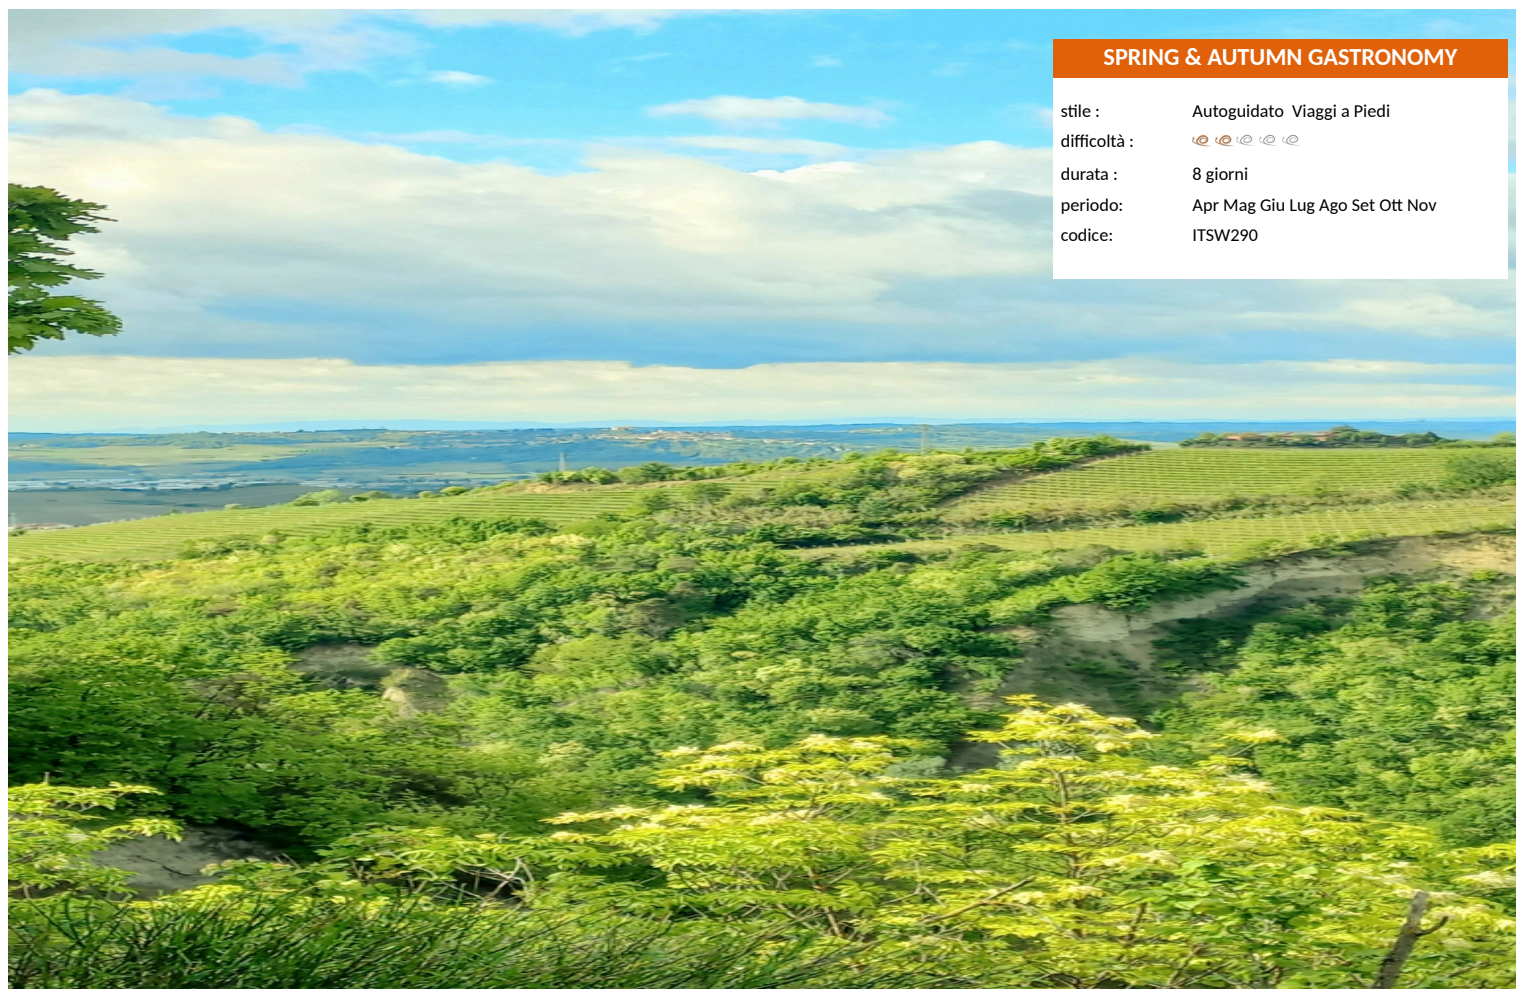 SPRING & AUTUMN GASTRONOMY
stile : Autoguidato Viaggi a Piedi
difficoltà :
durata : 8 giorni
periodo: Apr Mag Giu Lug Ago Set Ott Nov
codice: ITSW290